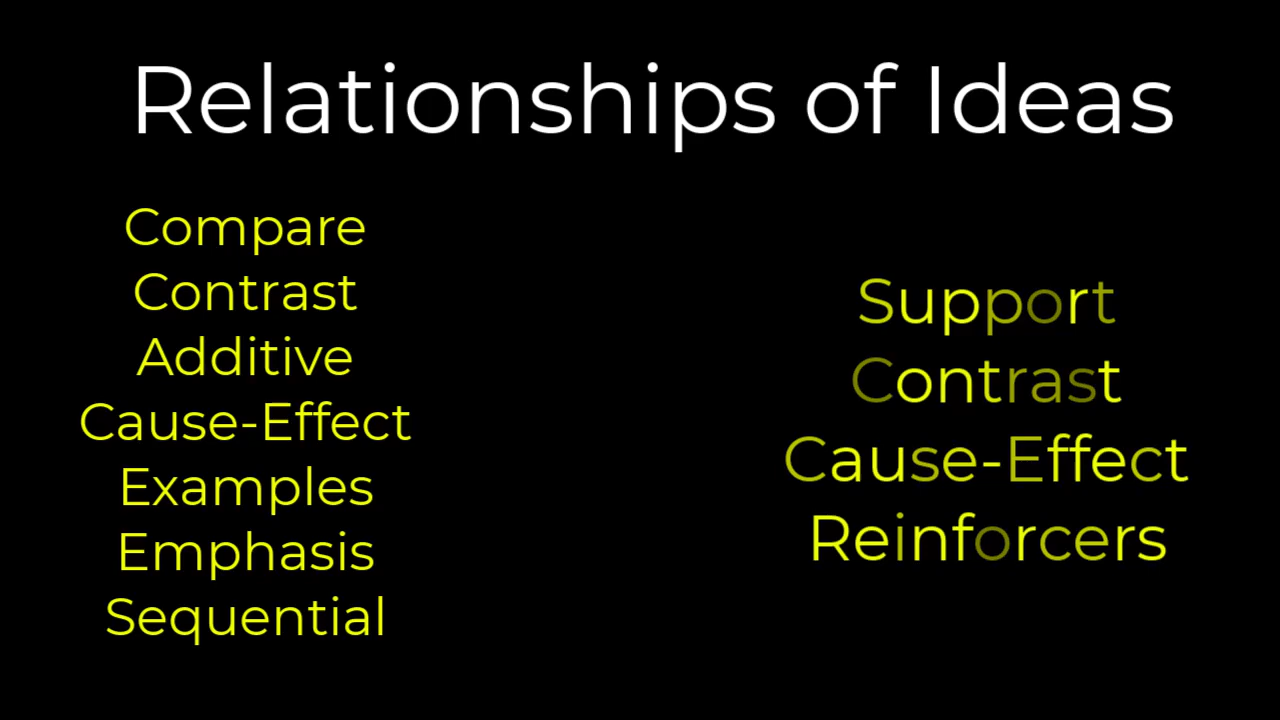 Relationships of Ideas
Compare
Contrast
Additive
Cause-Effect
Examples
Emphasis
Sequential
Support
Contrast
Cause-Effect
Reinforcers